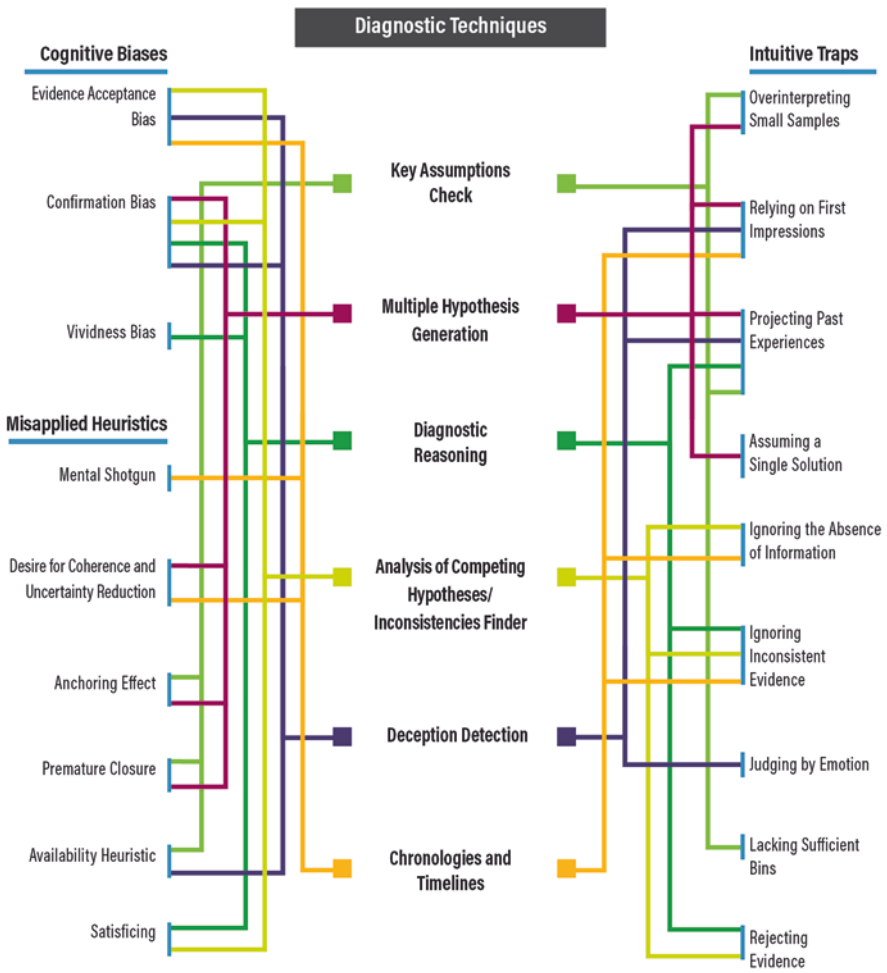 Diagnostic Techniques
Cognitive Biases
Evidence Acceptance
Bias
Confirmation Bias
Vividness Bias
Misapplied Heuristics
Mental Shotgun
Desire for Coherence and
Uncertainty Reduction
Anchoring Effect
Premature Closure
Availability Heuristic
Satisficing
Key Assumptions
Check
Multiple Hypothesis
Generation
Diagnostic
Reasoning
Analysis of Competing
Hypotheses/
Inconsistencies Finder
Deception Detection
Chronologies and
Timelines
Intuitive Traps
Overinterpreting
Small Samples
Relying on First
Impressions
Projecting Past
Experiences
Assuming a
Single Solution
Ignoring the Absence
of Information
Ignoring
Inconsistent
Evidence
Judging by Emotion
Lacking Sufficient
Bins
Rejecting
Evidence